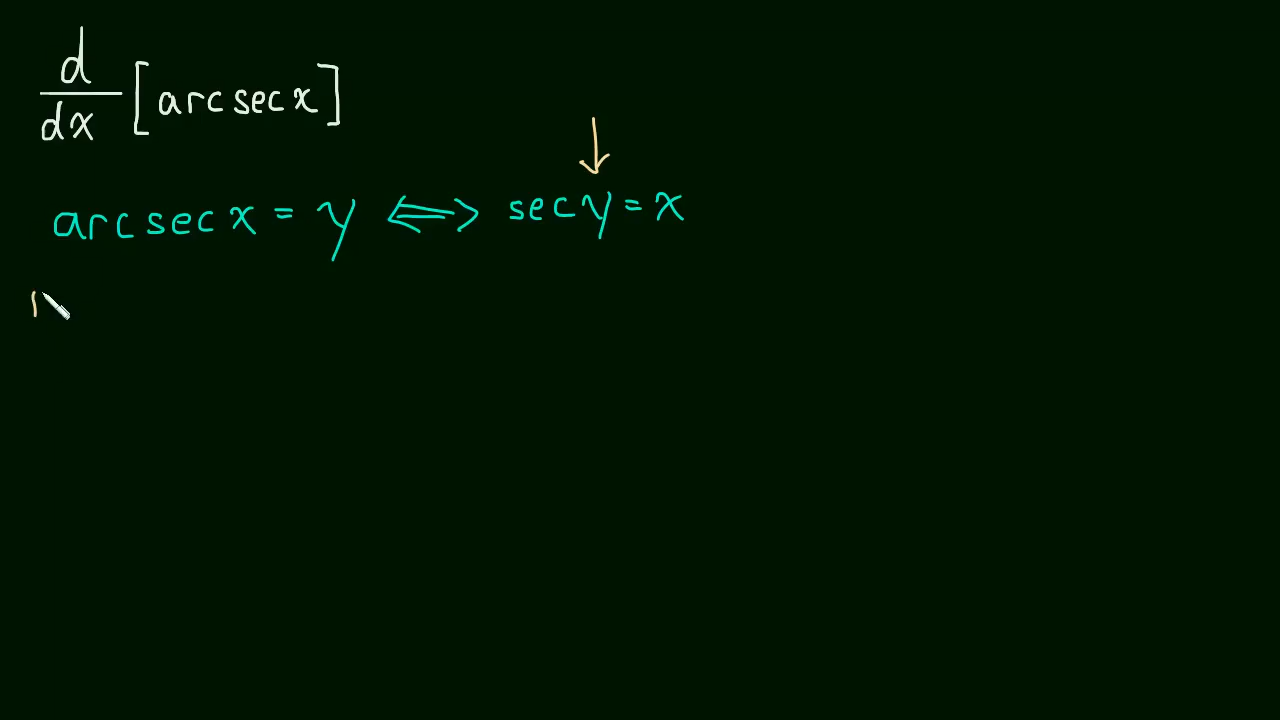 d/dx [arcsec x]
arcsec x = y ⟺ sec y = x